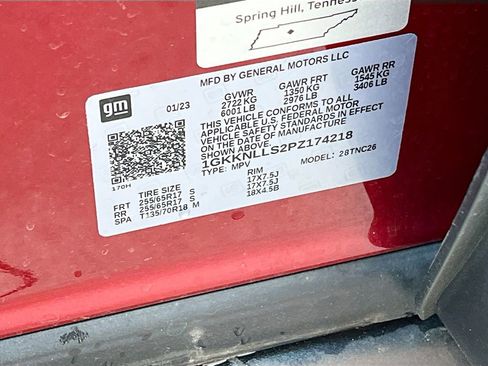 Spring Hill, Tenness
MFD BY GENERAL MOTORS LLC
gm 01/23 GVWR GAWR FRT GAWR RR
2722 KG 1350 KG 1545 KG
6001 LB 2976 LB 3406 LB
THIS VEHICLE CONFORMS TO ALL
APPLICABLE U.S. FEDERAL MOTOR
VEHICLE SAFETY STANDARDS IN EFFECT
ON THE DATE OF MANUFACTURE
SHOWN ABOVE.
1GKKNLLS2PZ174218
TYPE: MPV MODEL: 28TNC26
170H
TIRE SIZE RIM
FRT 255/65R17 S 17X7.5J
RR 255/65R17 S 17X7.5J
SPA T135/70R18 M 18X4.5B